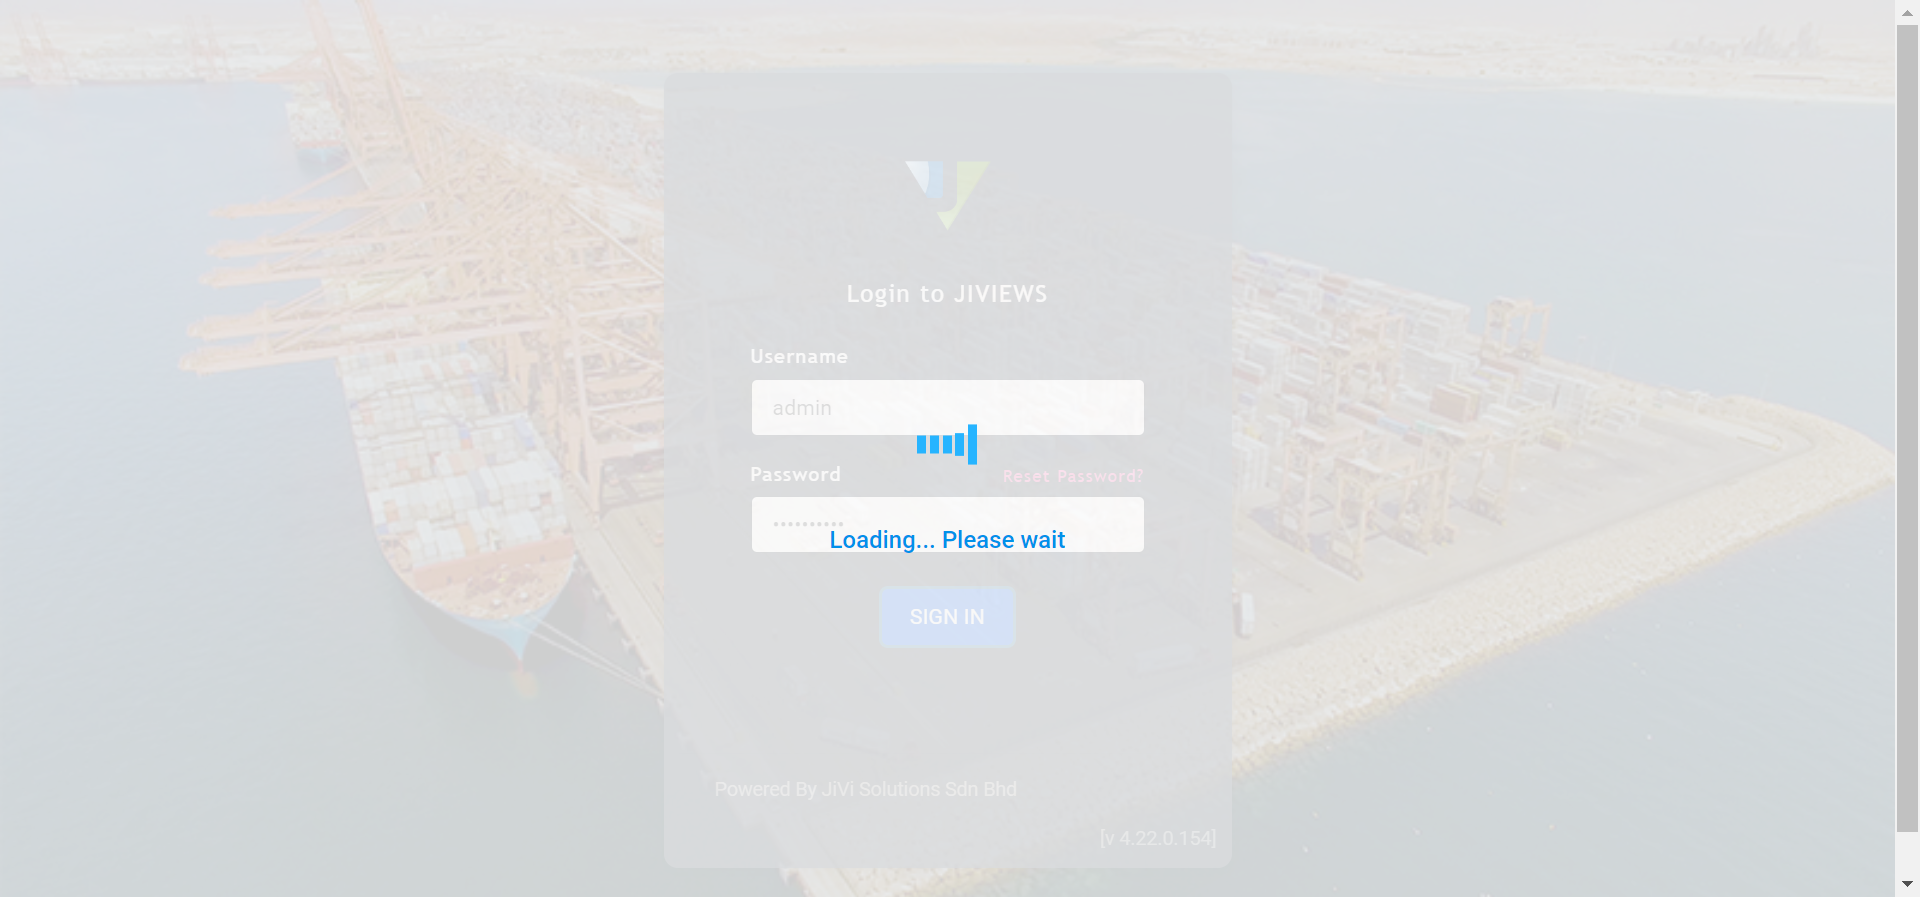 Login to JIVIEWS
Username
admin
Password
Reset Password?
••••••••••
Loading... Please wait
SIGN IN
Powered By JiVi Solutions Sdn Bhd
[v 4.22.0.154]